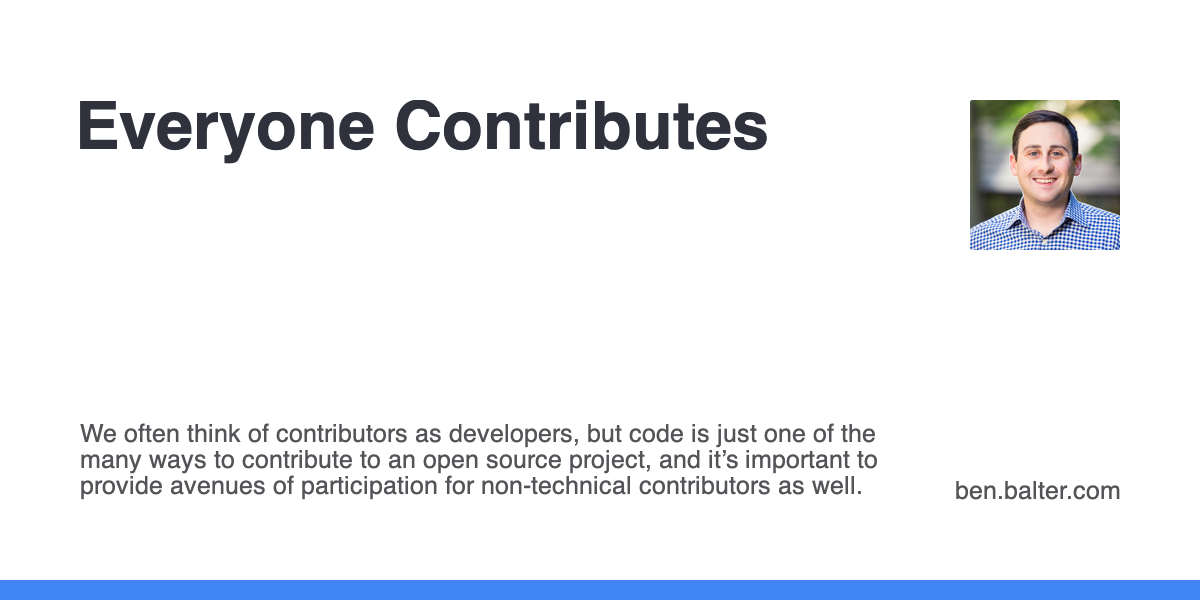 Everyone Contributes
We often think of contributors as developers, but code is just one of the
many ways to contribute to an open source project, and it’s important to
provide avenues of participation for non-technical contributors as well.
ben.balter.com